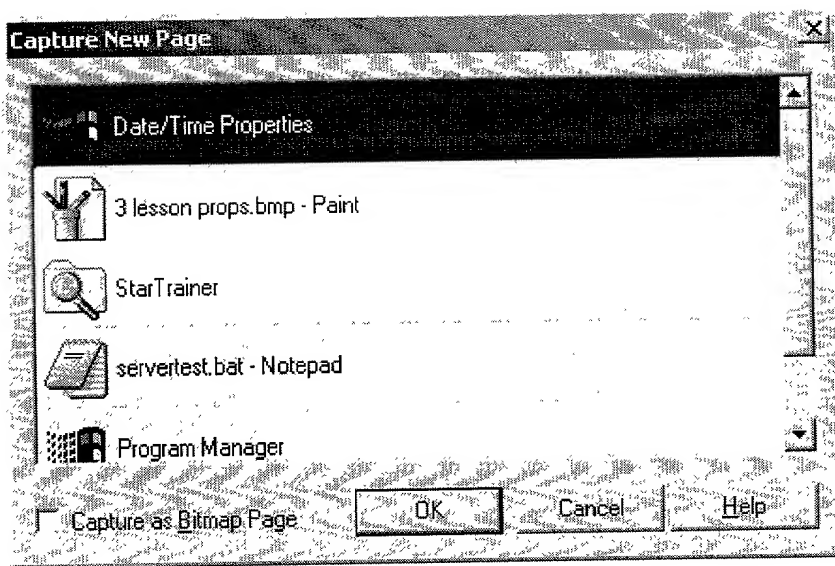 Capture New Page
Date/Time Properties
3 lesson props.bmp - Paint
StarTrainer
servertest.bat - Notepad
Program Manager
Capture as Bitmap Page
OK
Cancel
Help